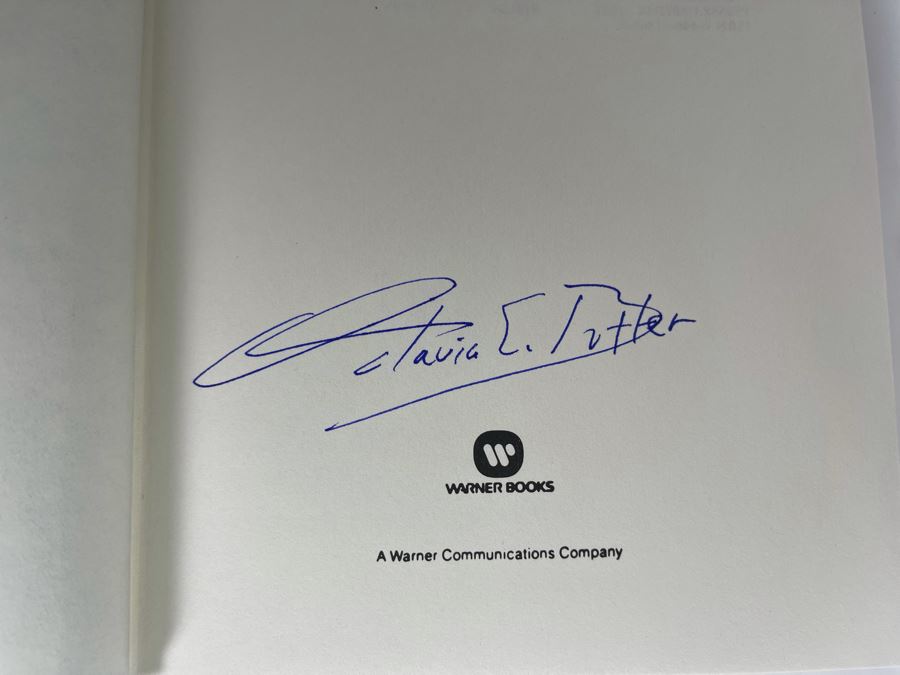 Octavia E. Butler
WARNER BOOKS
A Warner Communications Company